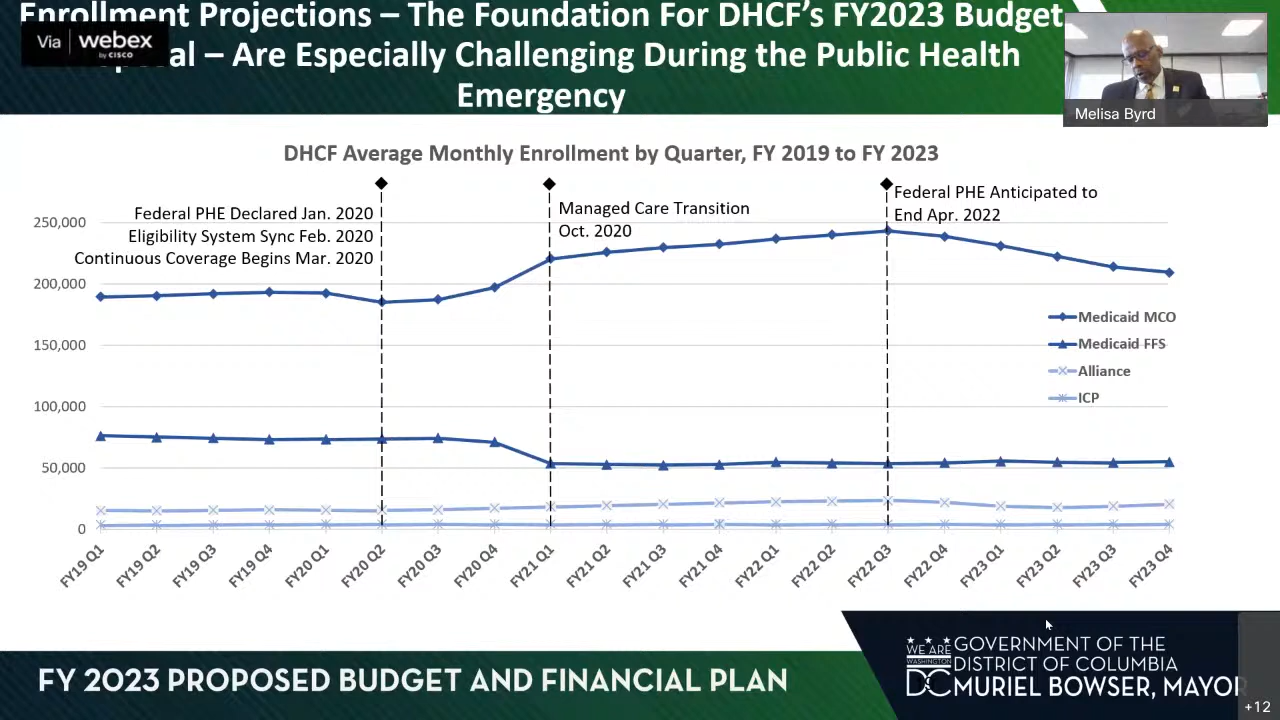 Enrollment Projections – The Foundation For DHCF's FY2023 Budget
– Are Especially Challenging During the Public Health
Emergency
Via webex
by CISCO
Melisa Byrd
DHCF Average Monthly Enrollment by Quarter, FY 2019 to FY 2023
Federal PHE Declared Jan. 2020
Eligibility System Sync Feb. 2020
Continuous Coverage Begins Mar. 2020
Managed Care Transition
Oct. 2020
Federal PHE Anticipated to
End Apr. 2022
250,000
200,000
150,000
100,000
50,000
0
Medicaid MCO
Medicaid FFS
Alliance
ICP
FY19 Q1
FY19 Q2
FY19 Q3
FY19 Q4
FY20 Q1
FY20 Q2
FY20 Q3
FY20 Q4
FY21 Q1
FY21 Q2
FY21 Q3
FY21 Q4
FY22 Q1
FY22 Q2
FY22 Q3
FY22 Q4
FY23 Q1
FY23 Q2
FY23 Q3
FY23 Q4
FY 2023 PROPOSED BUDGET AND FINANCIAL PLAN
WE ARE
WASHINGTON
DC
GOVERNMENT OF THE
DISTRICT OF COLUMBIA
MURIEL BOWSER, MAYOR
+12